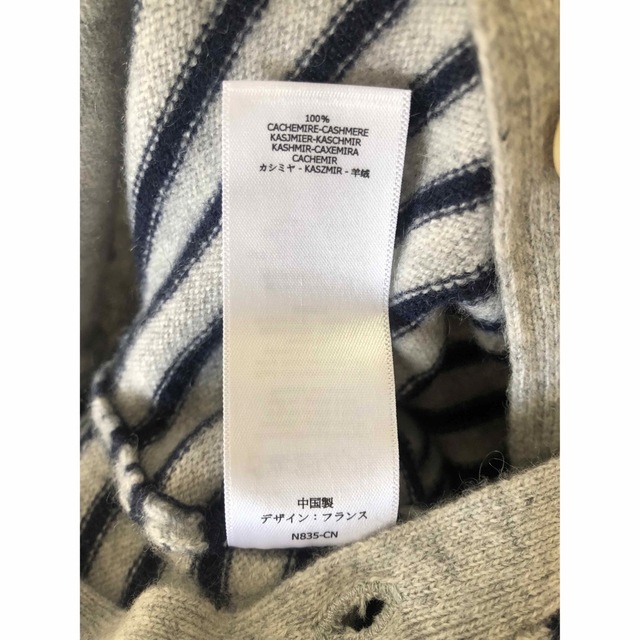 100%
CACHEMIRE-CASHMERE
KASJMIER-KASCHMIR
KASHMIR-CAXEMIRA
CACHEMIR
カシミヤ - KASZMIR - 羊绒
中国製
デザイン：フランス
N835-CN